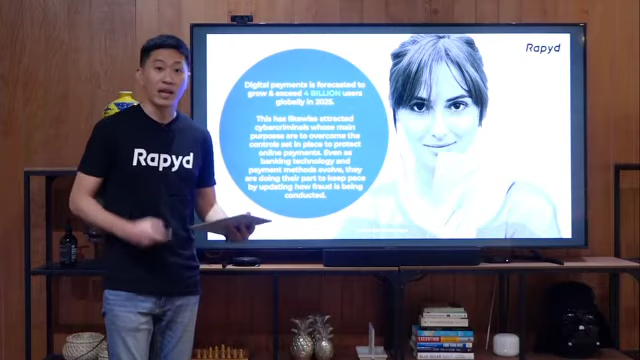 Rapyd
Digital payments is forecasted to
grow & exceed 4 BILLION users
globally in 2025.
This has likewise attracted
cybercriminals whose main
purposes are to overcome the
controls set in place to protect
online payments. Even as
banking technology and
payment methods evolve, they
are doing their part to keep pace
by updating how fraud is being
conducted.
Rapyd